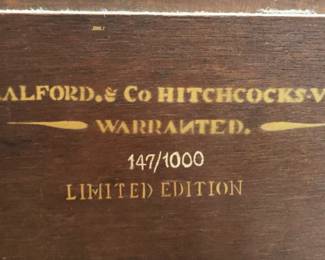 ALFORD. & Co HITCHCOCKS-V
WARRANTED.
147/1000
LIMITED EDITION